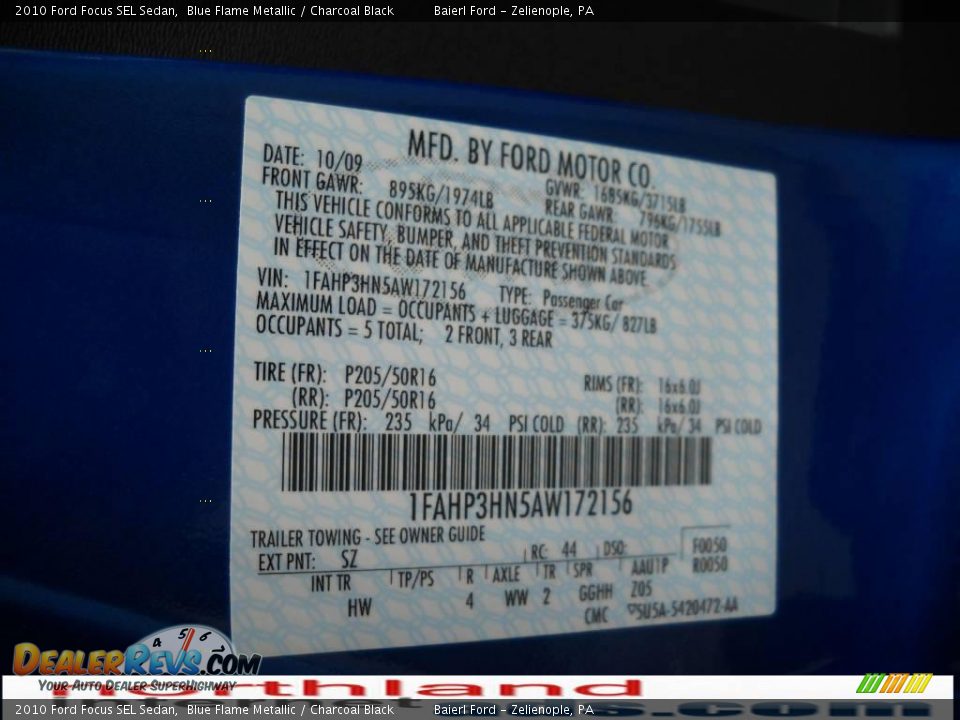 2010 Ford Focus SEL Sedan, Blue Flame Metallic / Charcoal Black Baierl Ford - Zelienople, PA
MFD. BY FORD MOTOR CO.
DATE: 10/09 GVWR: 1685KG/3715LB
FRONT GAWR: 895KG/1974LB REAR GAWR: 796KG/1755LB
THIS VEHICLE CONFORMS TO ALL APPLICABLE FEDERAL MOTOR
VEHICLE SAFETY, BUMPER, AND THEFT PREVENTION STANDARDS
IN EFFECT ON THE DATE OF MANUFACTURE SHOWN ABOVE.
VIN: 1FAHP3HN5AW172156 TYPE: Passenger Car
MAXIMUM LOAD = OCCUPANTS + LUGGAGE = 375KG/ 827LB
OCCUPANTS = 5 TOTAL; 2 FRONT, 3 REAR
TIRE (FR): P205/50R16 RIMS (FR): 16x6.0J
(RR): P205/50R16 (RR): 16x6.0J
PRESSURE (FR): 235 kPa/ 34 PSI COLD (RR): 235 kPa/ 34 PSI COLD
1FAHP3HN5AW172156
TRAILER TOWING - SEE OWNER GUIDE
EXT PNT: SZ RC: 44 DSO: F0050
R0050
INT TR TP/PS R AXLE TR SPR AAUTP
HW 4 WW 2 GGHH Z05
CMC 5U5A-5420472-AA
4 5 6
DEALERREVS.COM
YOUR AUTO DEALER SUPERHIGHWAY
2010 Ford Focus SEL Sedan, Blue Flame Metallic / Charcoal Black Baierl Ford - Zelienople, PA